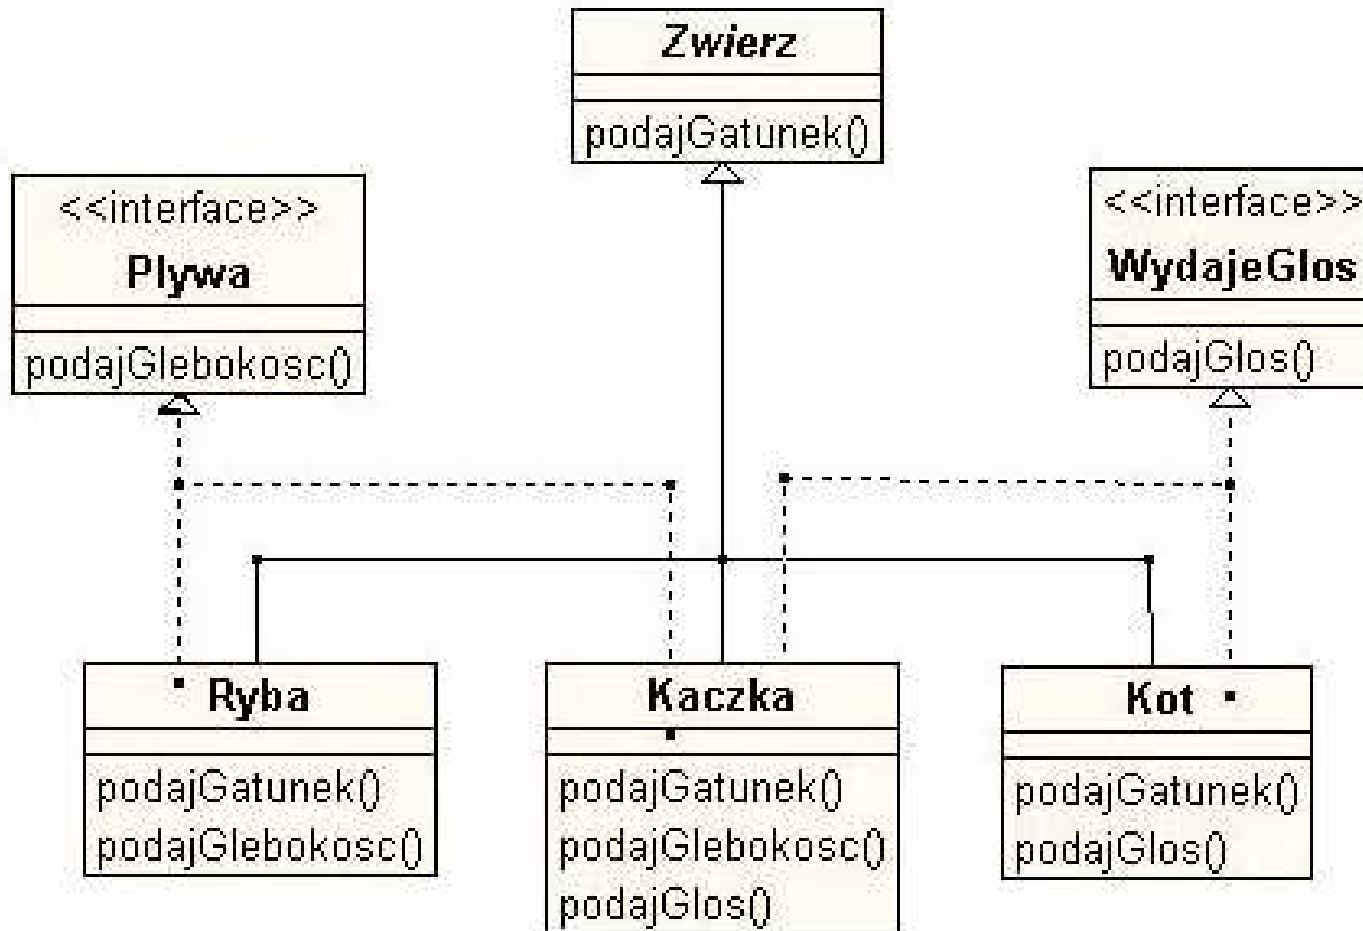 Zwierz
podajGatunek()
<<interface>>
Plywa
podajGlebokosc()
<<interface>>
WydajeGlos
podajGlos()
Ryba
podajGatunek()
podajGlebokosc()
Kaczka
podajGatunek()
podajGlebokosc()
podajGlos()
Kot
podajGatunek()
podajGlos()